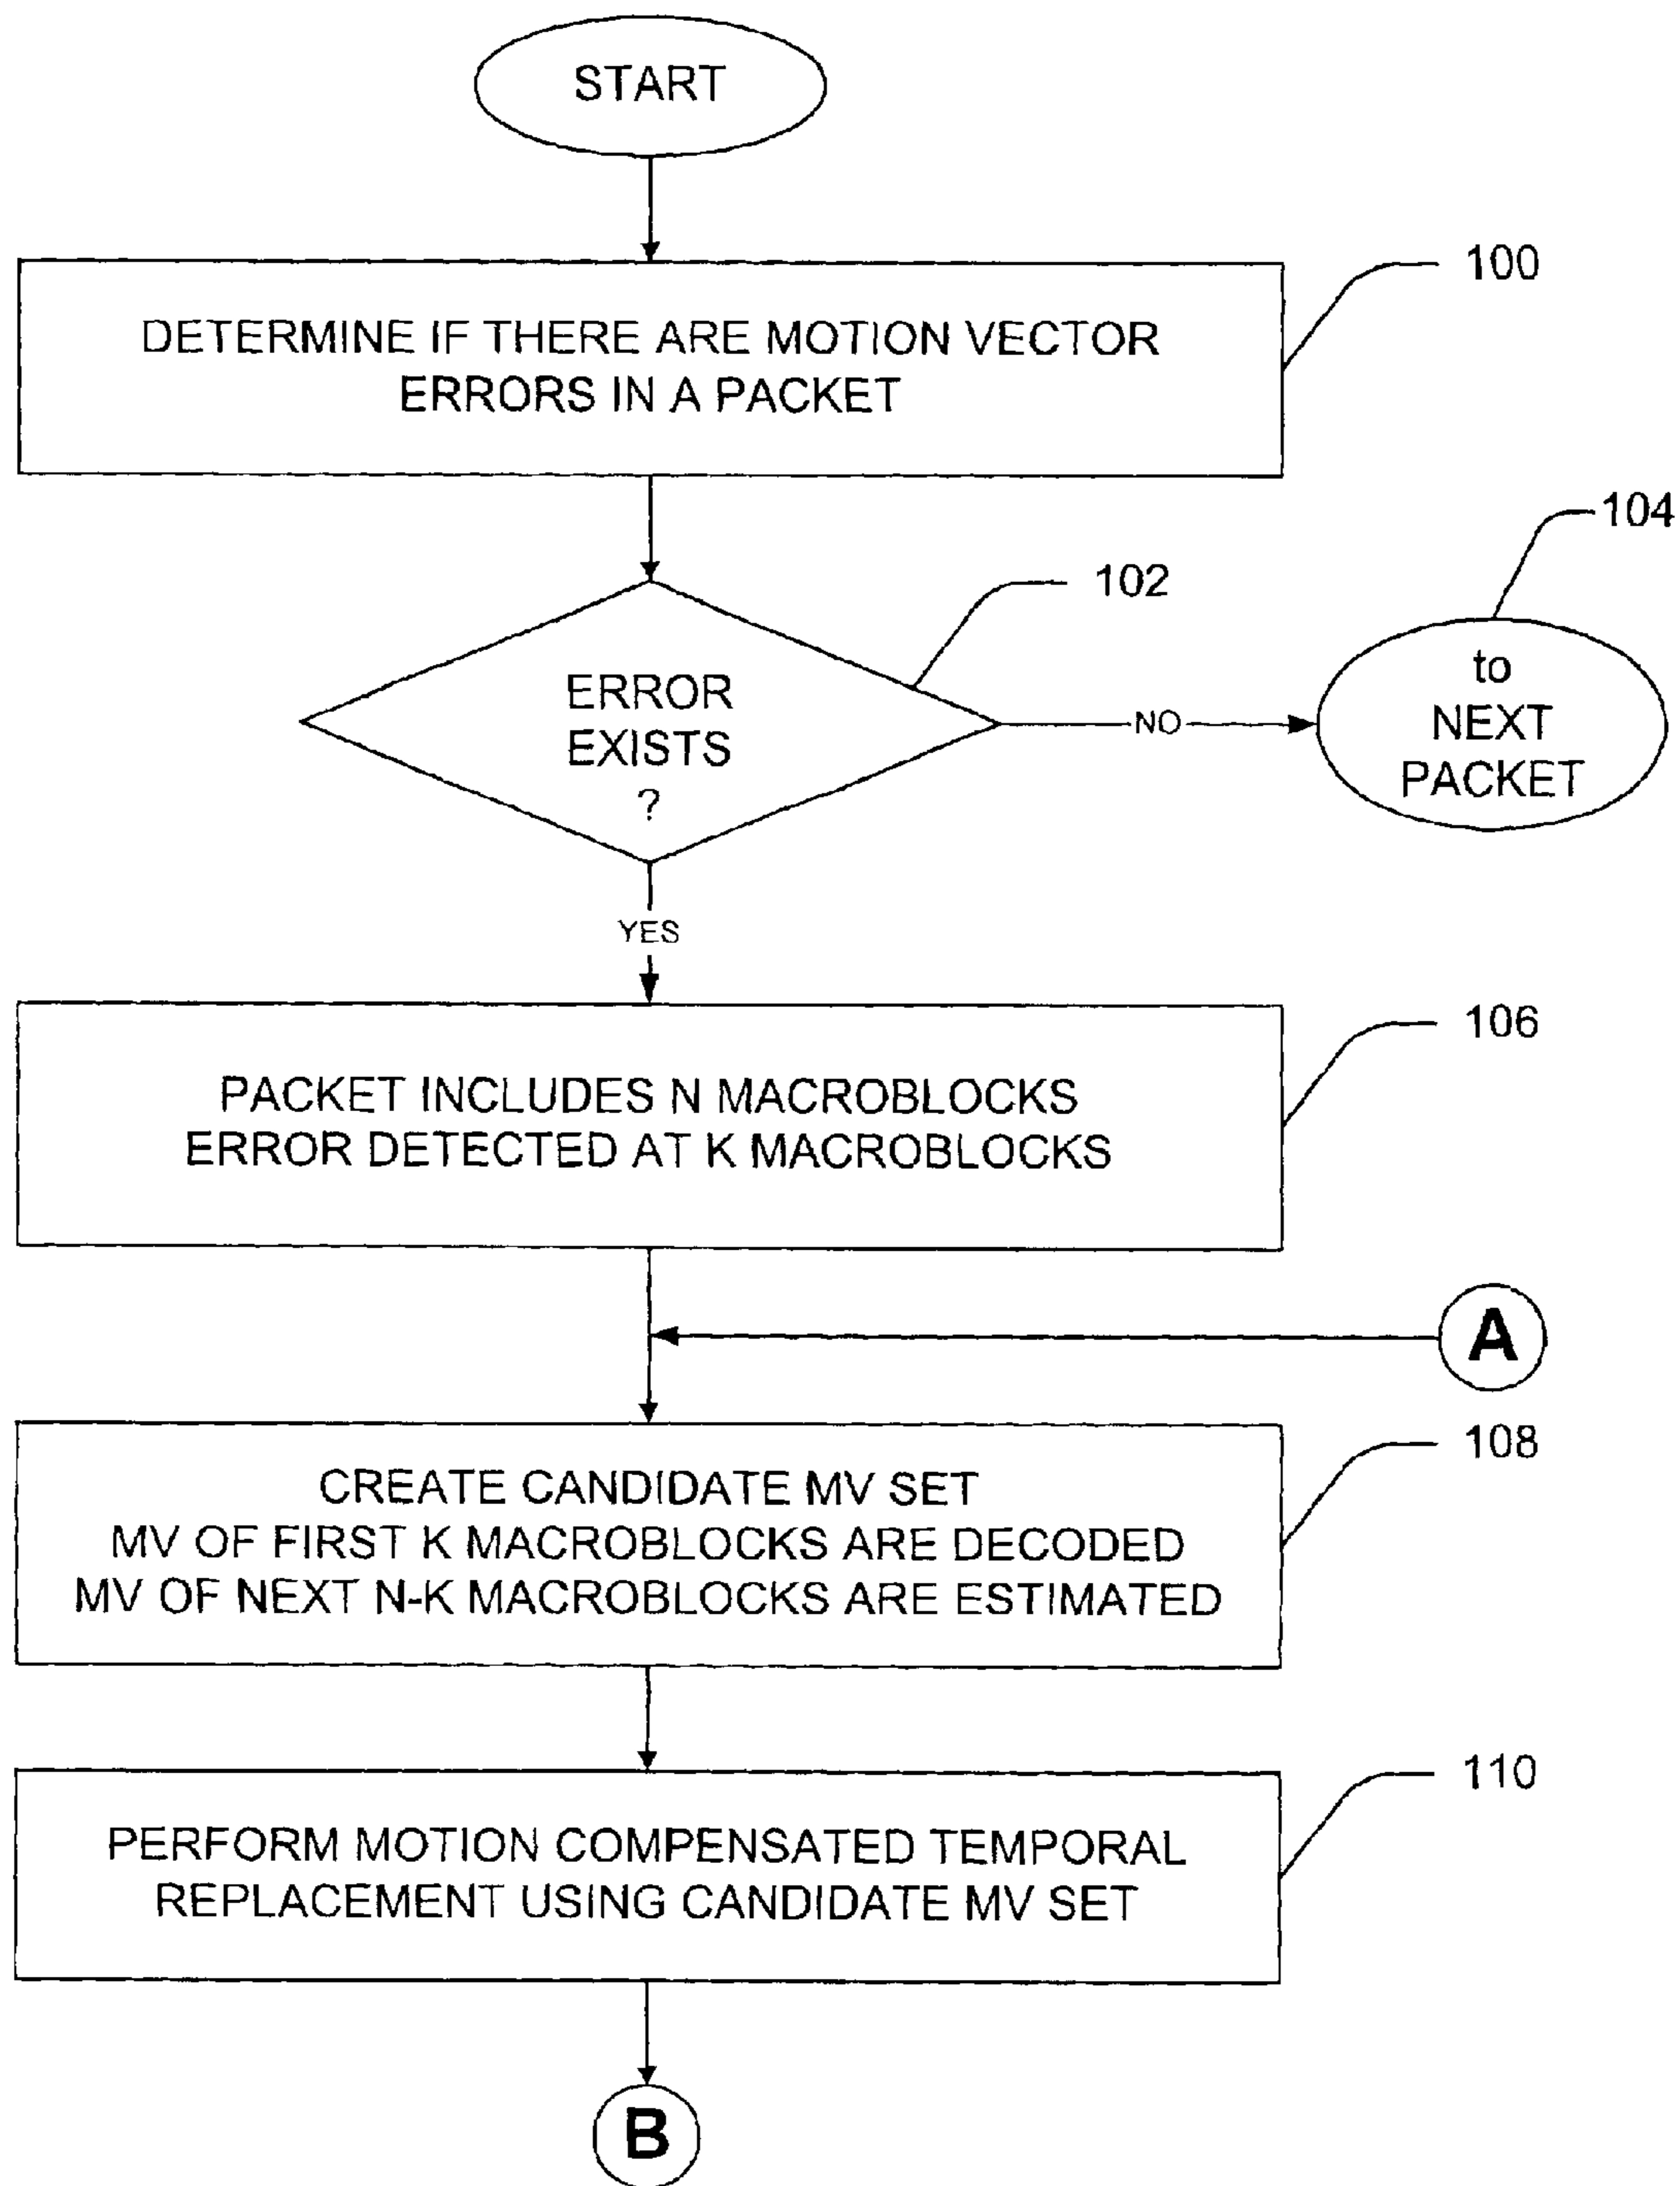 START
100
DETERMINE IF THERE ARE MOTION VECTOR
ERRORS IN A PACKET
104
102
ERROR
EXISTS
?
NO
to
NEXT
PACKET
YES
106
PACKET INCLUDES N MACROBLOCKS
ERROR DETECTED AT K MACROBLOCKS
A
108
CREATE CANDIDATE MV SET
MV OF FIRST K MACROBLOCKS ARE DECODED
MV OF NEXT N-K MACROBLOCKS ARE ESTIMATED
110
PERFORM MOTION COMPENSATED TEMPORAL
REPLACEMENT USING CANDIDATE MV SET
B